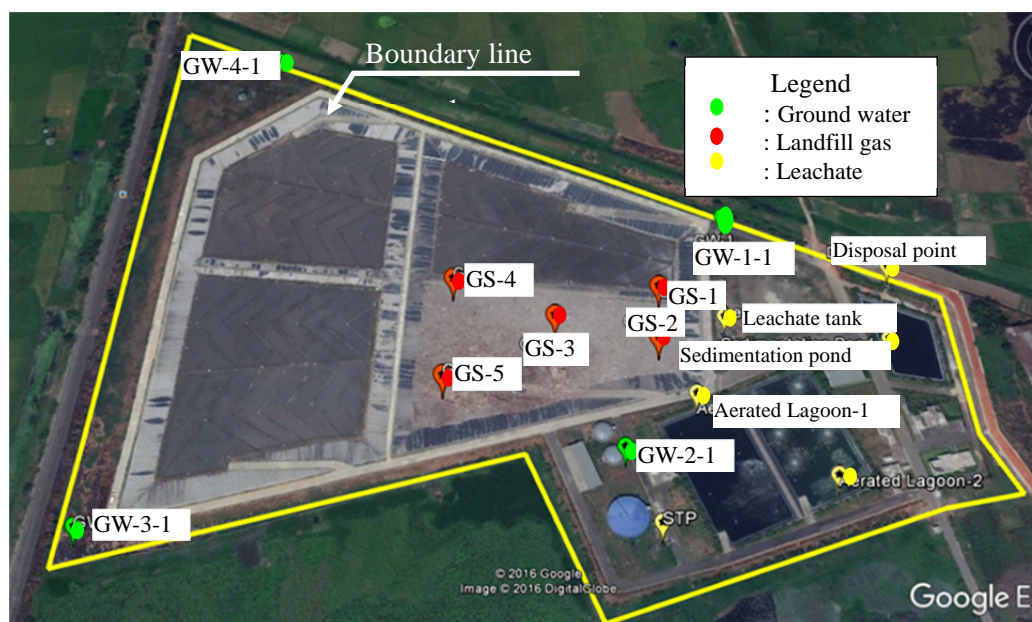 GW-4-1
Boundary line
Legend
: Ground water
: Landfill gas
: Leachate
GW-1-1
Disposal point
GS-4
GS-1
GS-2
Leachate tank
GS-3
Sedimentation pond
GS-5
Aerated Lagoon-1
GW-2-1
Aerated Lagoon-2
GW-3-1
STP
© 2016 Google
Image © 2016 DigitalGlobe
Google E